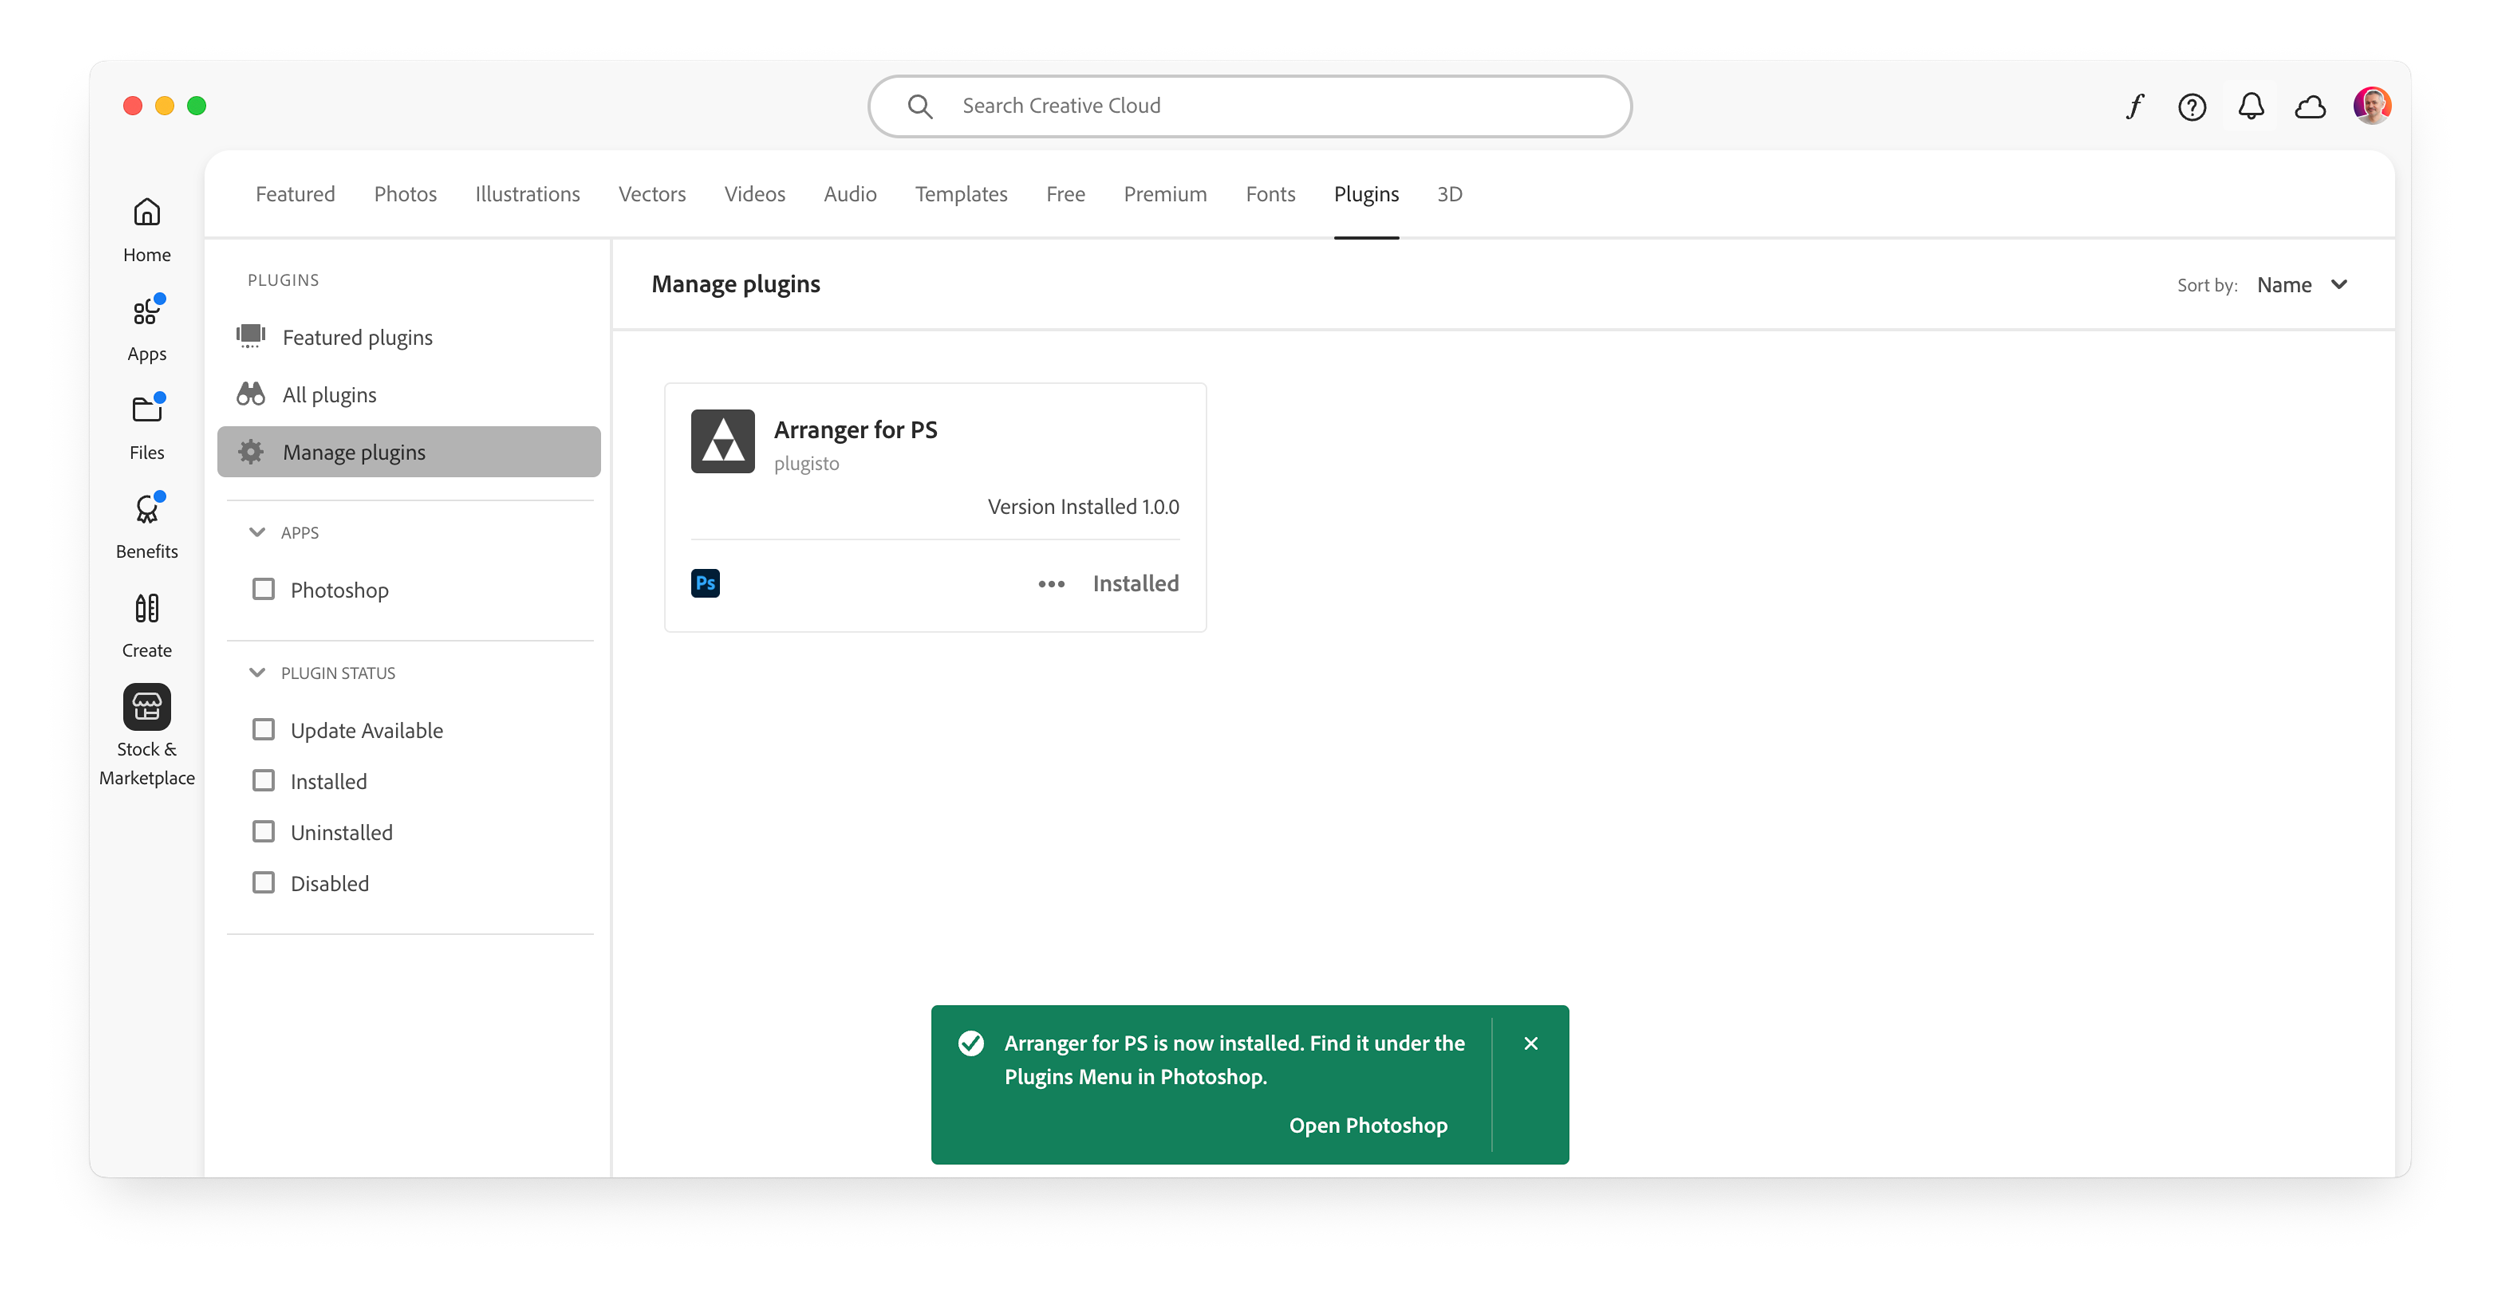 Search Creative Cloud
Featured Photos Illustrations Vectors Videos Audio Templates Free Premium Fonts Plugins 3D
Home
Apps
Files
Benefits
Create
Stock &
Marketplace
PLUGINS
Featured plugins
All plugins
Manage plugins
APPS
Photoshop
PLUGIN STATUS
Update Available
Installed
Uninstalled
Disabled
Manage plugins
Sort by: Name
Arranger for PS
plugisto
Version Installed 1.0.0
Ps
Installed
Arranger for PS is now installed. Find it under the
Plugins Menu in Photoshop.
Open Photoshop